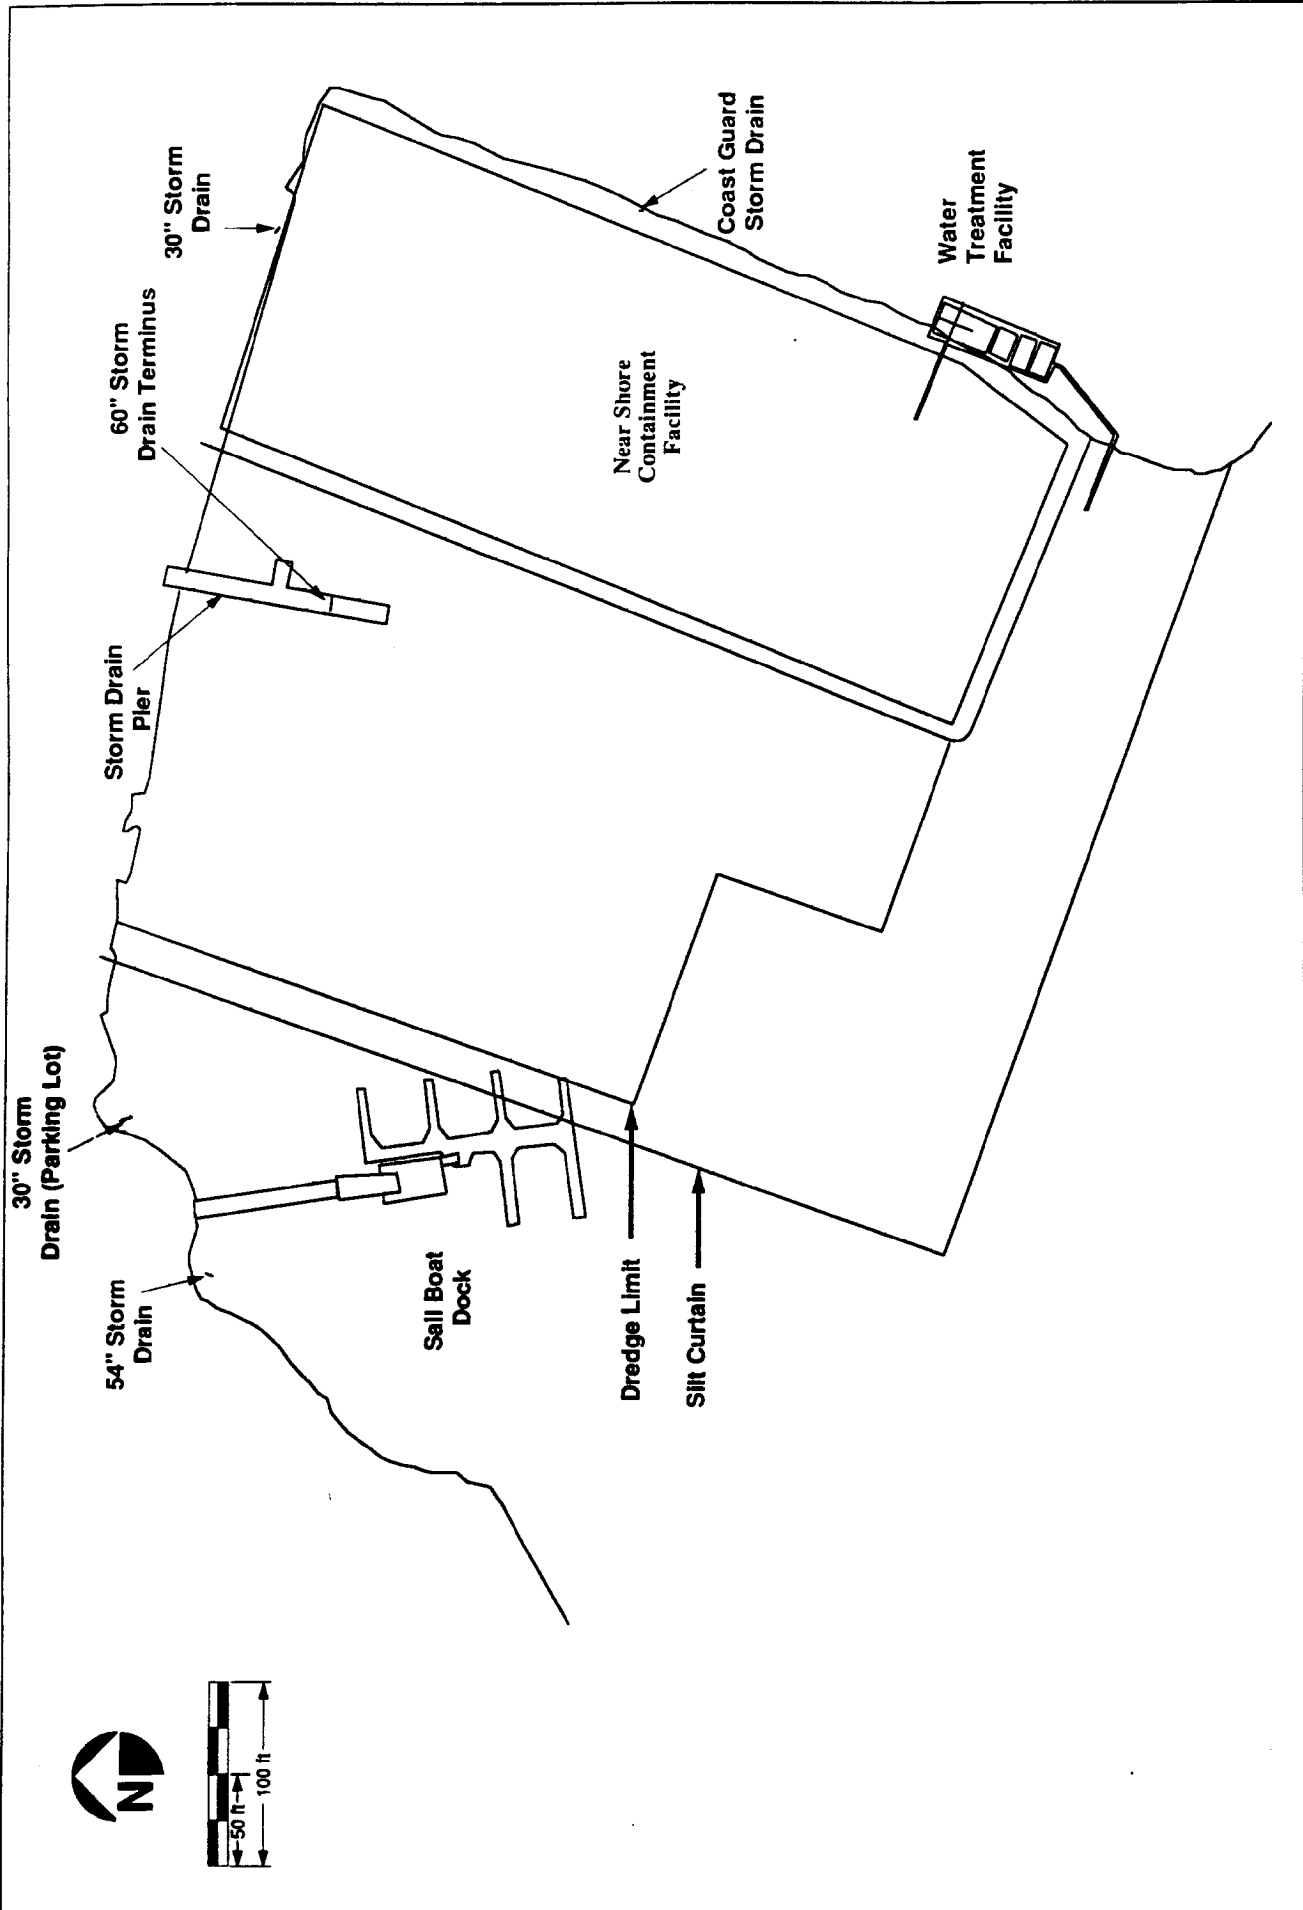 30" Storm
Drain
60" Storm
Drain Terminus
Storm Drain
Pier
30" Storm
Drain (Parking Lot)
54" Storm
Drain
Coast Guard
Storm Drain
Water
Treatment
Facility
Near Shore
Containment
Facility
Sail Boat
Dock
Dredge Limit
Silt Curtain
N
50 ft
100 ft